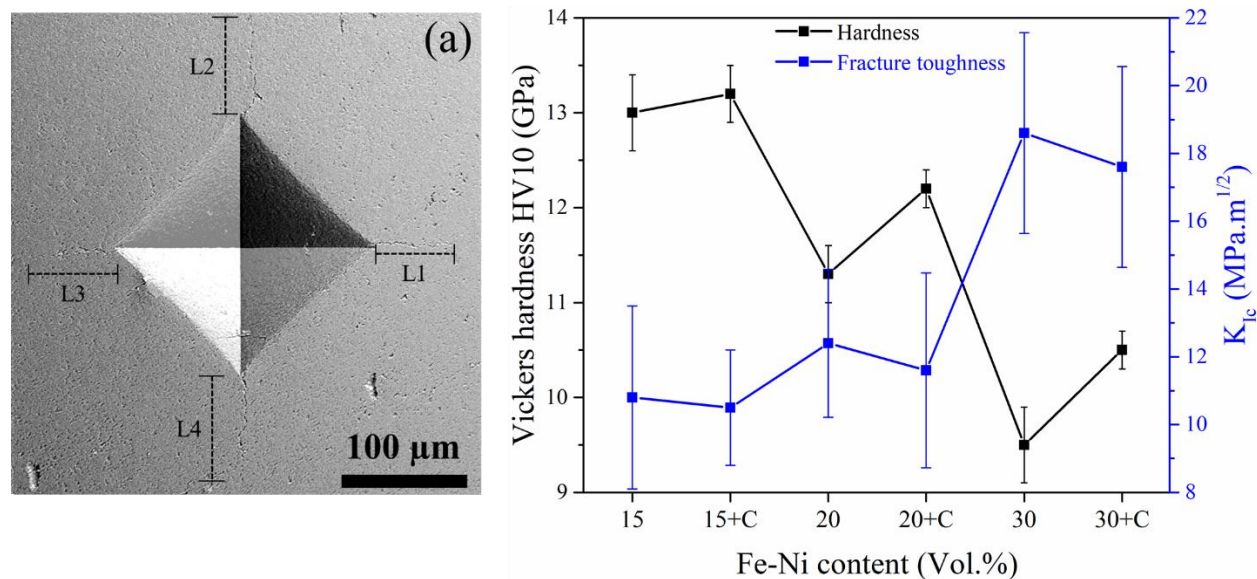 (a)
L2
L1
L3
L4
100 μm
14
13
12
11
10
9
Vickers hardness HV10 (GPa)
Hardness
Fracture toughness
22
20
18
16
14
12
10
8
K_Ic (MPa.m^1/2)
15 15+C 20 20+C 30 30+C
Fe-Ni content (Vol.%)